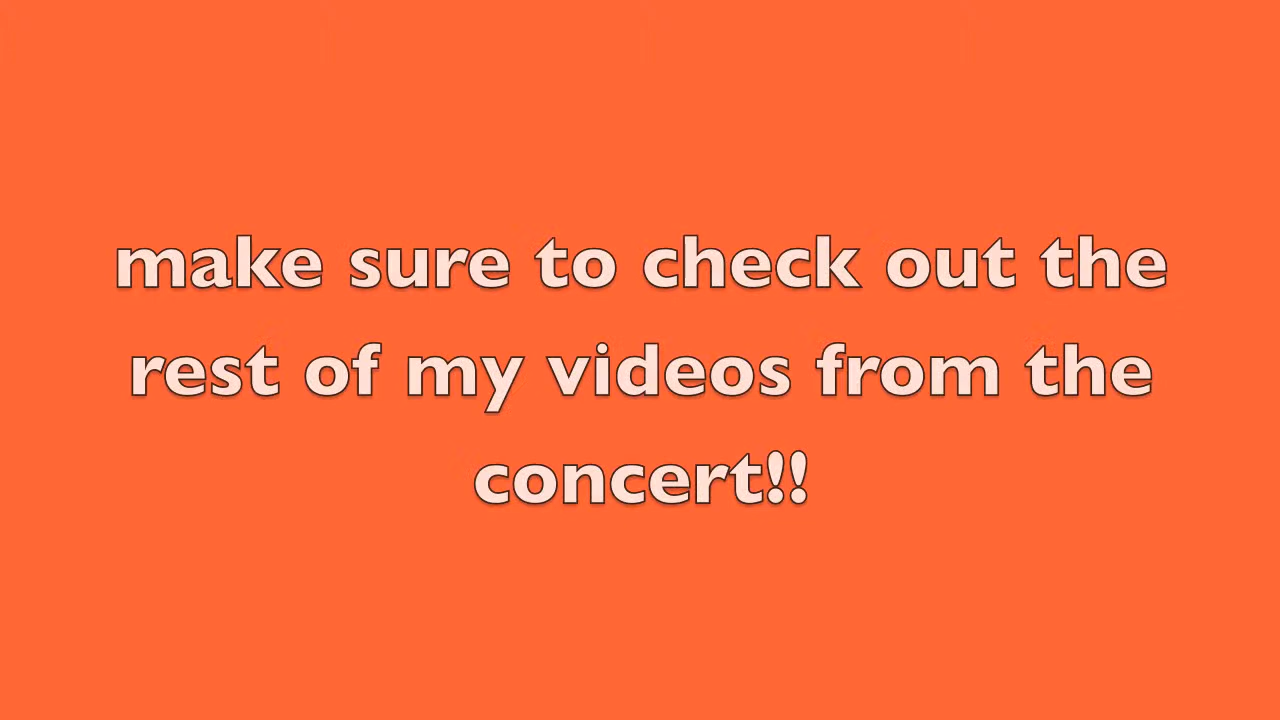 make sure to check out the
rest of my videos from the
concert!!